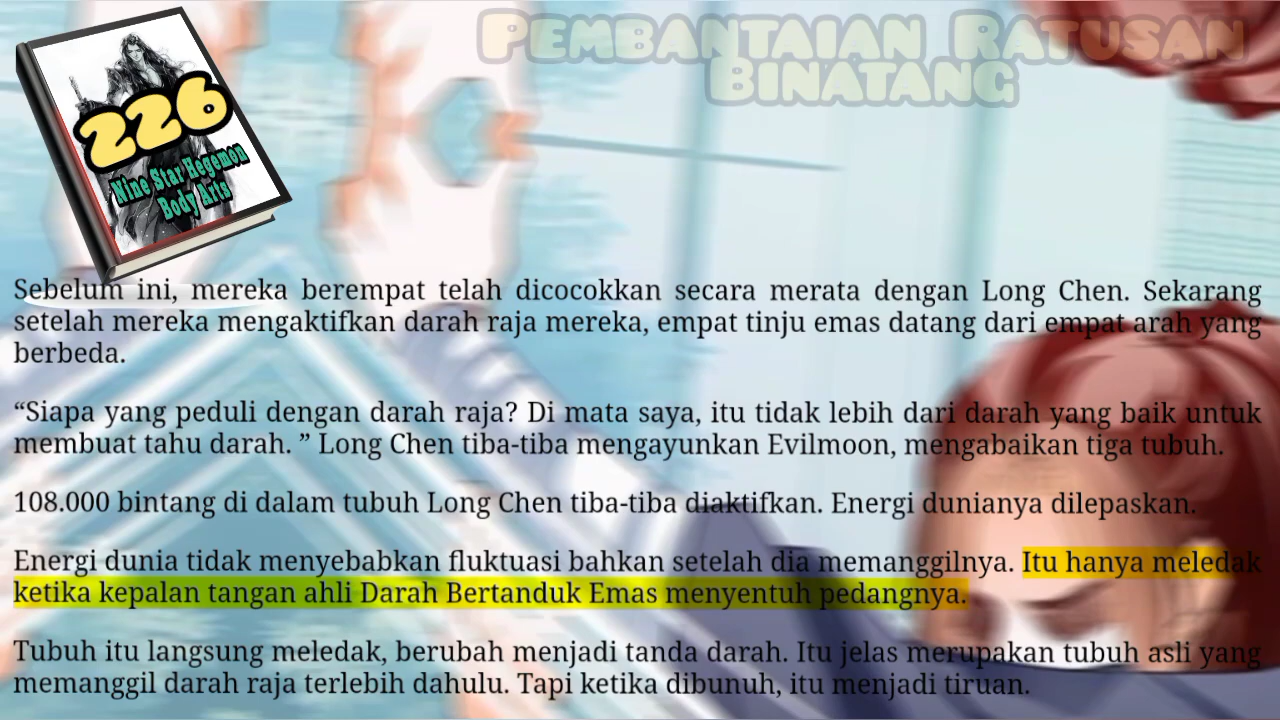 Pembantaian Ratusan
Binatang
226
Nine Star Hegemon
Body Arts
Sebelum ini, mereka berempat telah dicocokkan secara merata dengan Long Chen. Sekarang
setelah mereka mengaktifkan darah raja mereka, empat tinju emas datang dari empat arah yang
berbeda.
“Siapa yang peduli dengan darah raja? Di mata saya, itu tidak lebih dari darah yang baik untuk
membuat tahu darah. ” Long Chen tiba-tiba mengayunkan Evilmoon, mengabaikan tiga tubuh.
108.000 bintang di dalam tubuh Long Chen tiba-tiba diaktifkan. Energi dunianya dilepaskan.
Energi dunia tidak menyebabkan fluktuasi bahkan setelah dia memanggilnya. Itu hanya meledak
ketika kepalan tangan ahli Darah Bertanduk Emas menyentuh pedangnya.
Tubuh itu langsung meledak, berubah menjadi tanda darah. Itu jelas merupakan tubuh asli yang
memanggil darah raja terlebih dahulu. Tapi ketika dibunuh, itu menjadi tiruan.